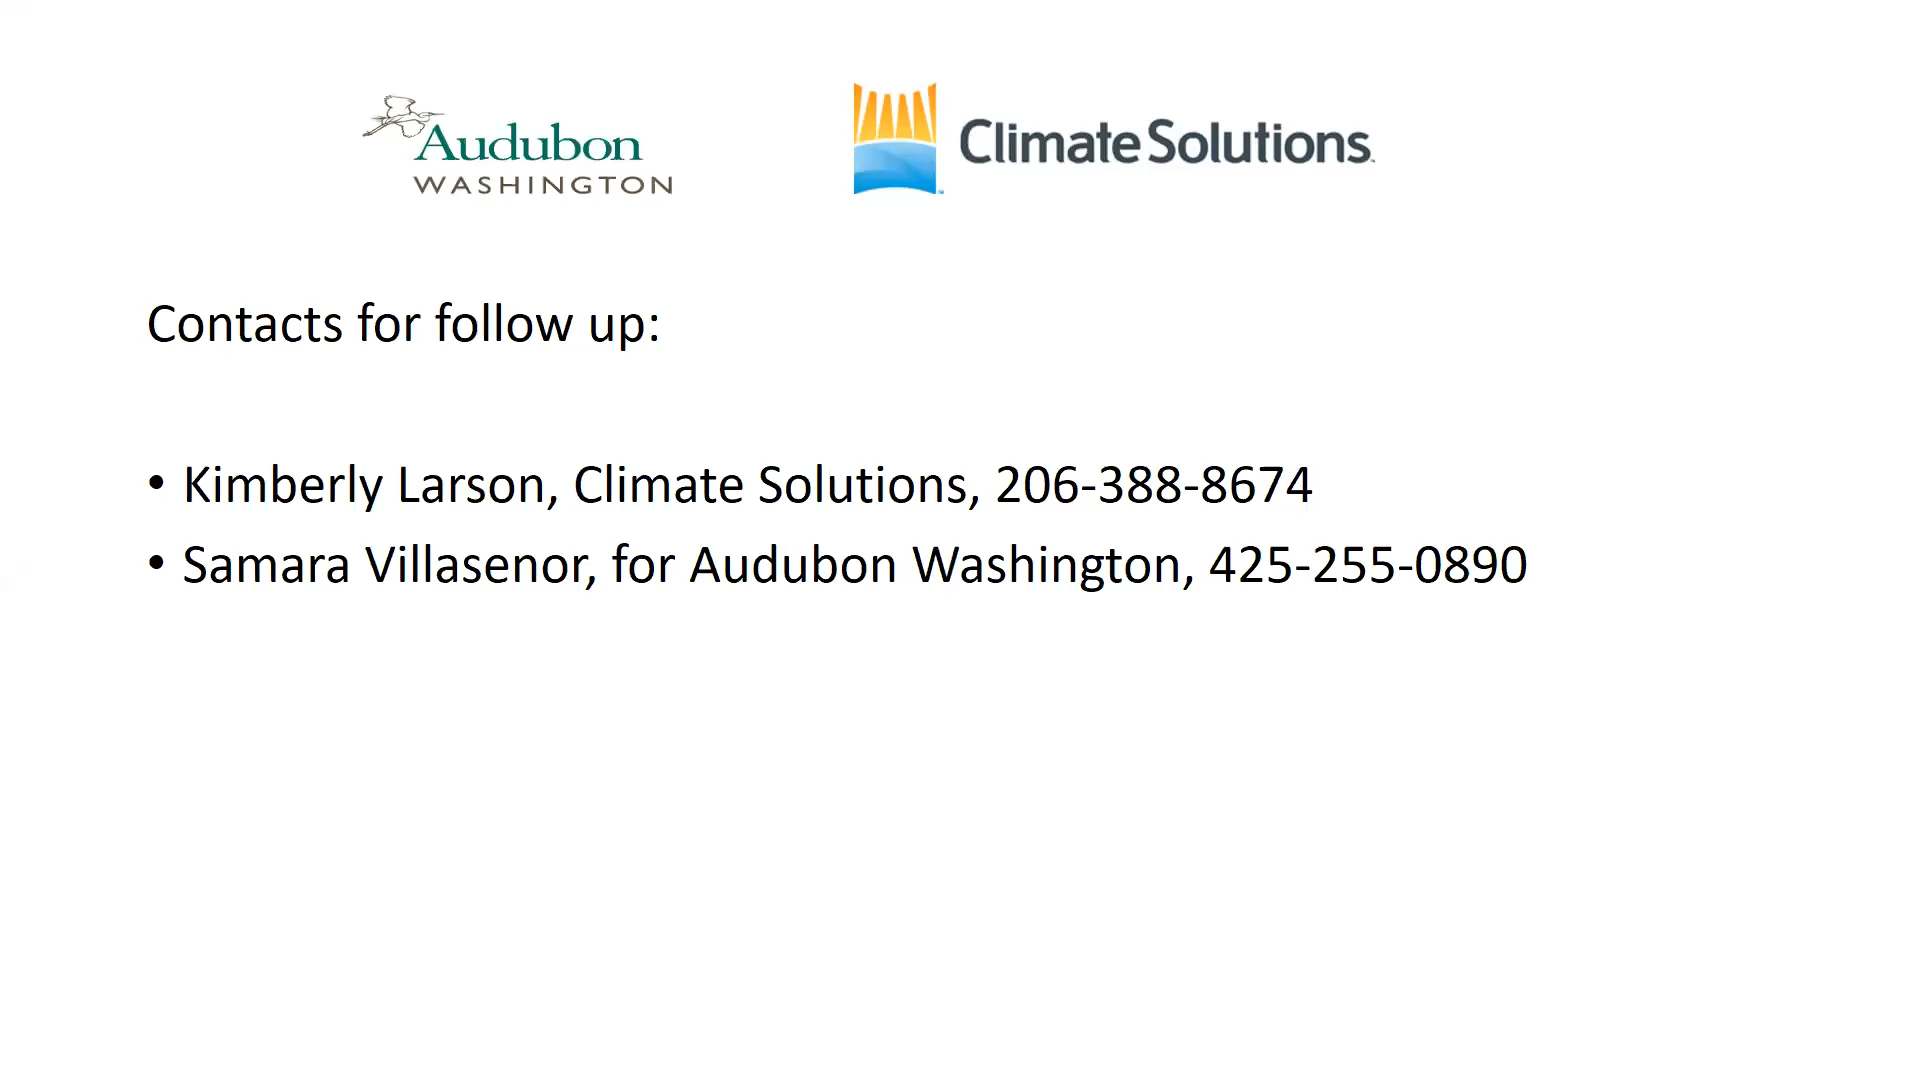 Audubon
WASHINGTON
Climate Solutions
Contacts for follow up:
• Kimberly Larson, Climate Solutions, 206-388-8674
• Samara Villasenor, for Audubon Washington, 425-255-0890